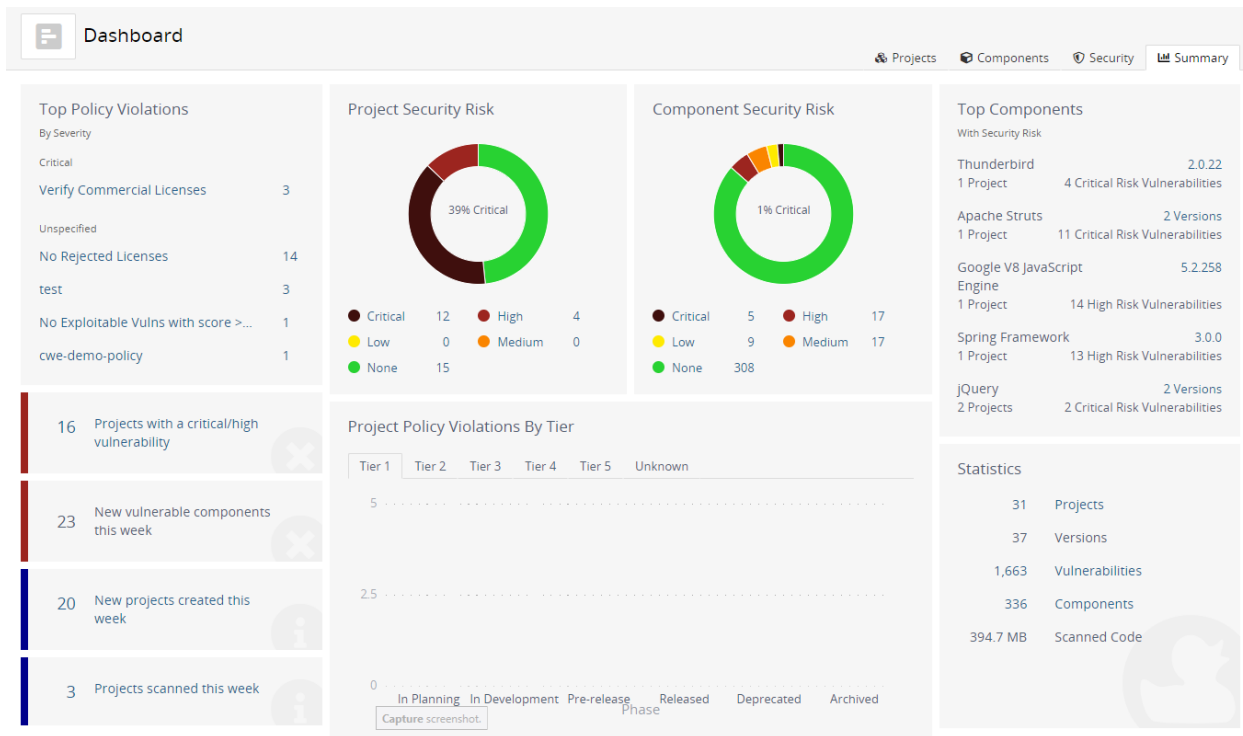 Dashboard
Projects
Components
Security
Summary
Top Policy Violations
By Severity
Critical
Verify Commercial Licenses 3
Unspecified
No Rejected Licenses 14
test 3
No Exploitable Vulns with score >... 1
cwe-demo-policy 1
16 Projects with a critical/high
vulnerability
23 New vulnerable components
this week
20 New projects created this
week
3 Projects scanned this week
Project Security Risk
39% Critical
Critical 12 High 4
Low 0 Medium 0
None 15
Component Security Risk
1% Critical
Critical 5 High 17
Low 9 Medium 17
None 308
Project Policy Violations By Tier
Tier 1 Tier 2 Tier 3 Tier 4 Tier 5 Unknown
5
2.5
0
In Planning In Development Pre-release Released Deprecated Archived
Phase
Capture screenshot.
Top Components
With Security Risk
Thunderbird 2.0.22
1 Project 4 Critical Risk Vulnerabilities
Apache Struts 2 Versions
1 Project 11 Critical Risk Vulnerabilities
Google V8 JavaScript 5.2.258
Engine
1 Project 14 High Risk Vulnerabilities
Spring Framework 3.0.0
1 Project 13 High Risk Vulnerabilities
jQuery 2 Versions
2 Projects 2 Critical Risk Vulnerabilities
Statistics
31 Projects
37 Versions
1,663 Vulnerabilities
336 Components
394.7 MB Scanned Code